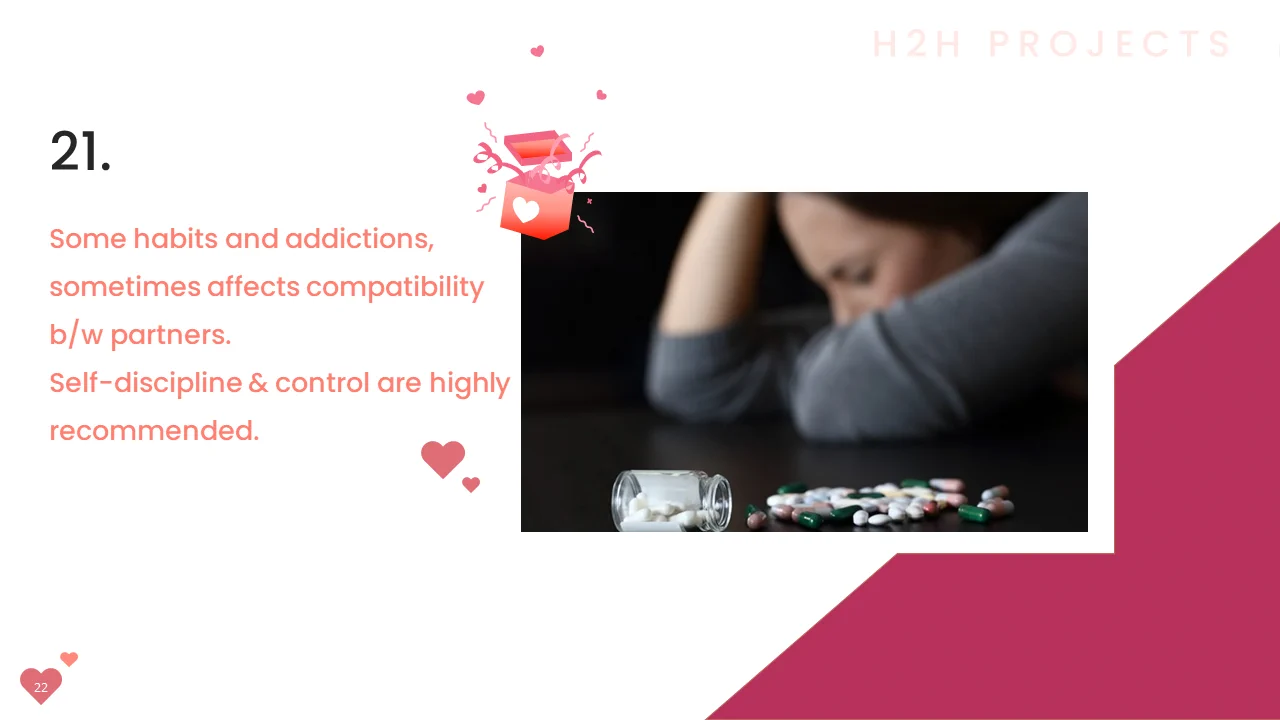 H2H PROJECTS
21.
Some habits and addictions,
sometimes affects compatibility
b/w partners.
Self-discipline & control are highly
recommended.
22